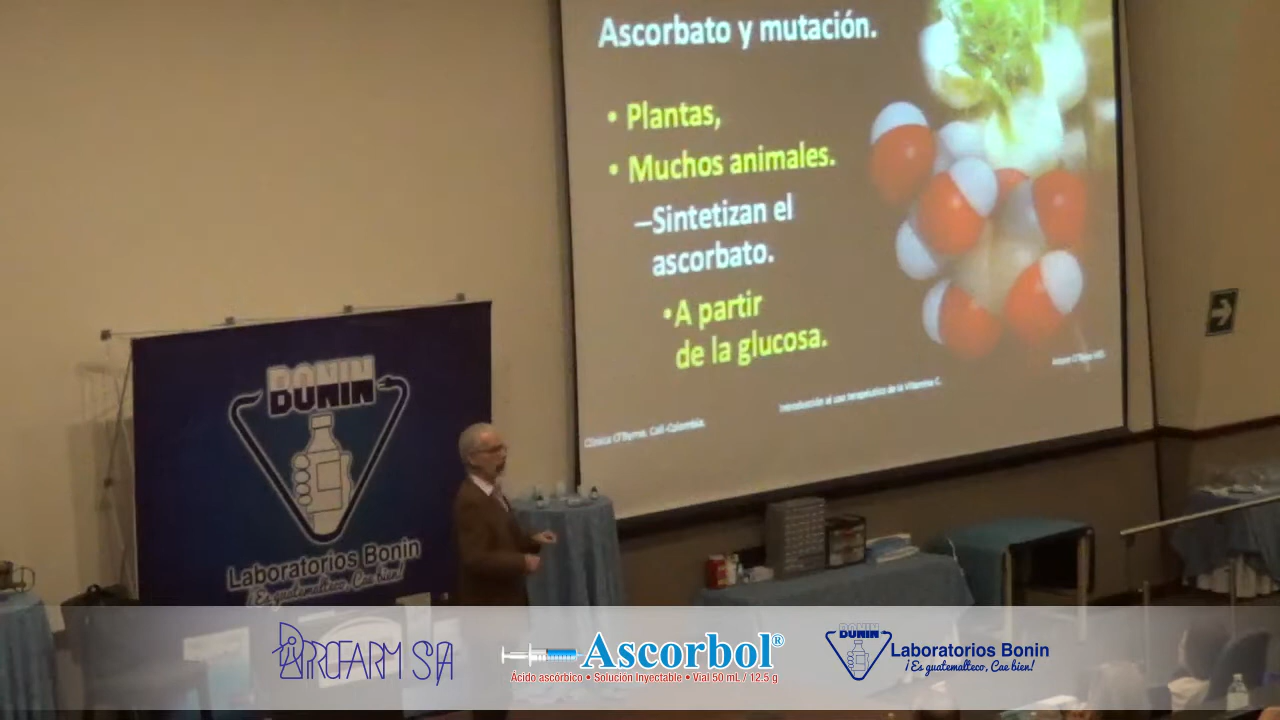 Ascorbato y mutación.
• Plantas,
• Muchos animales.
–Sintetizan el
ascorbato.
•A partir
de la glucosa.
Introducción al uso terapéutico de la Vitamina C.
Clínica O'Byrne. Cali-Colombia.
BONIN
Laboratorios Bonin
¡Es guatemalteco, Cae bien!
Ascorbol®
Ácido ascórbico • Solución Inyectable • Vial 50 mL / 12.5 g
BONIN
Laboratorios Bonin
¡Es guatemalteco, Cae bien!